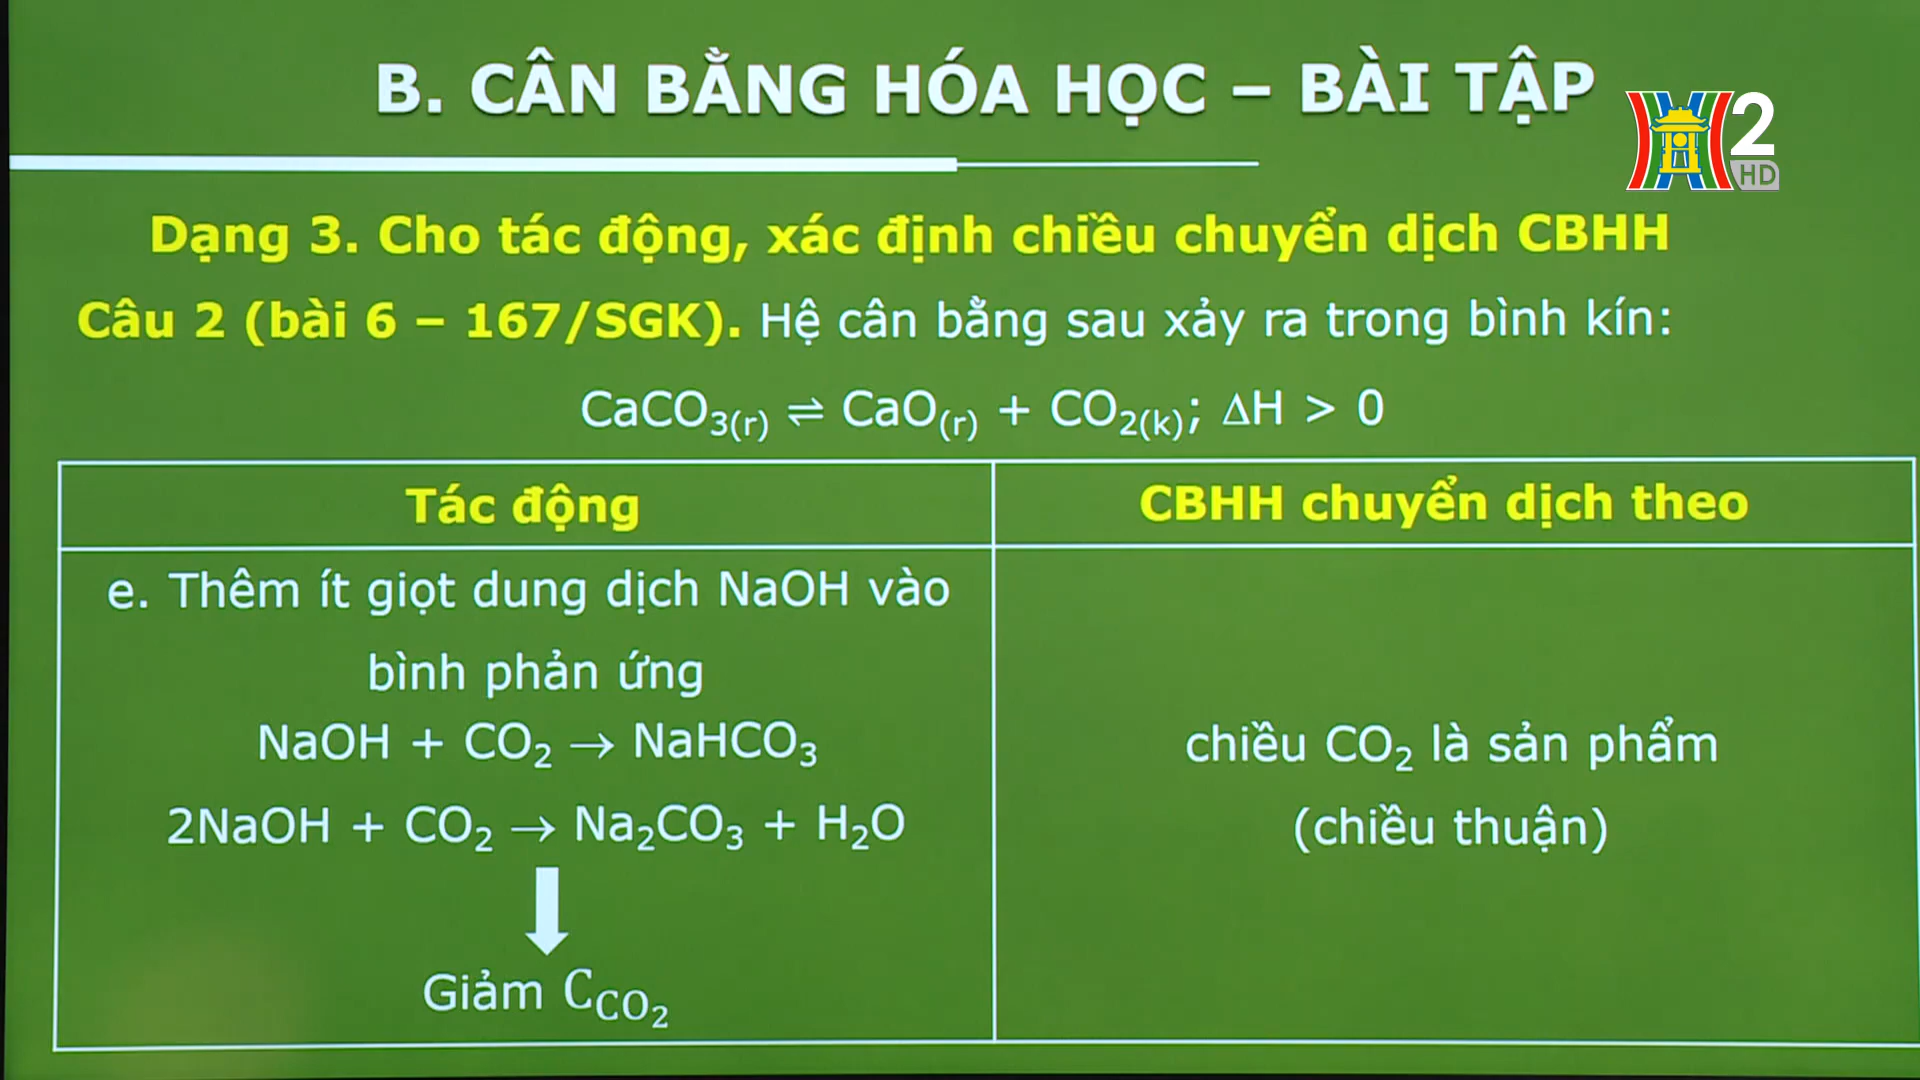 B. CÂN BẰNG HÓA HỌC – BÀI TẬP
2
HD
Dạng 3. Cho tác động, xác định chiều chuyển dịch CBHH
Câu 2 (bài 6 – 167/SGK). Hệ cân bằng sau xảy ra trong bình kín:
CaCO₃₍ᵣ₎ ⇌ CaO₍ᵣ₎ + CO₂₍ₖ₎; ΔH > 0
Tác động
CBHH chuyển dịch theo
e. Thêm ít giọt dung dịch NaOH vào
bình phản ứng
NaOH + CO₂ → NaHCO₃
2NaOH + CO₂ → Na₂CO₃ + H₂O
Giảm C_CO₂
chiều CO₂ là sản phẩm
(chiều thuận)